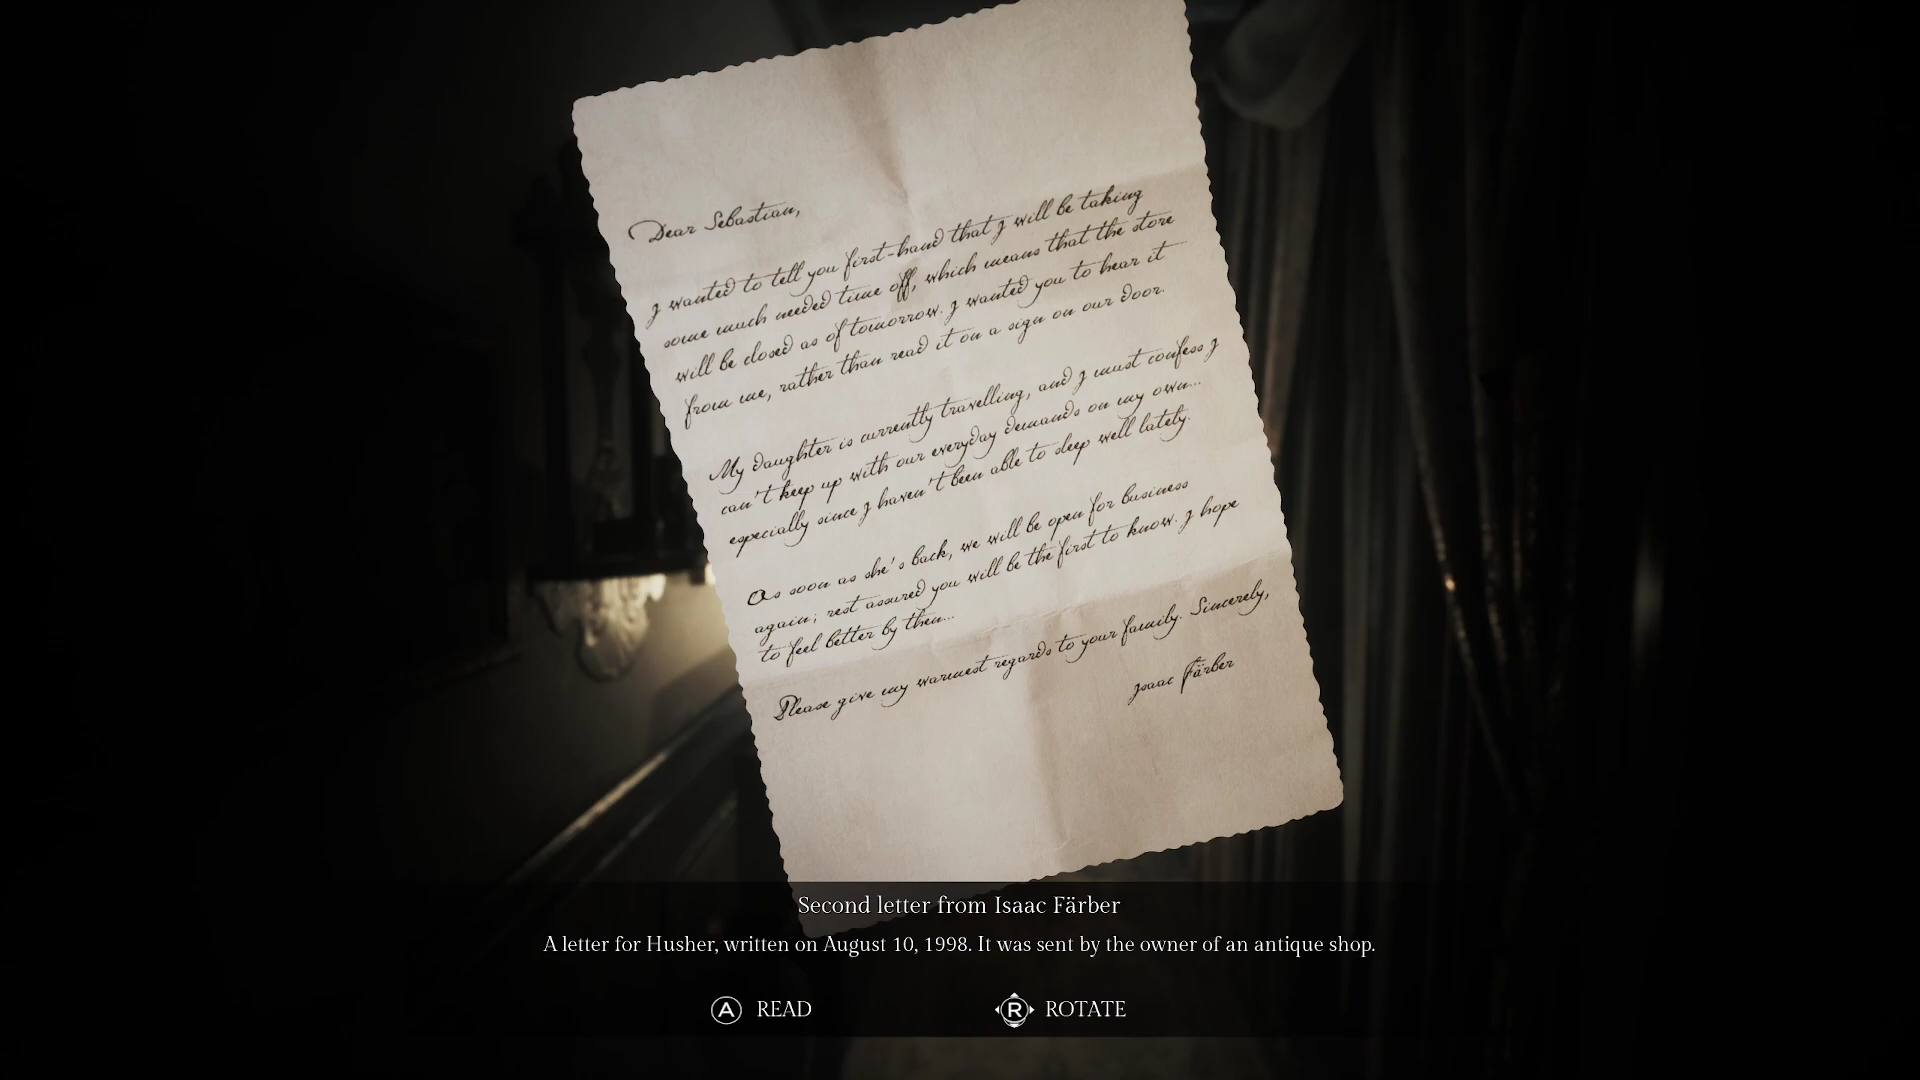 Dear Sebastian,
I wanted to tell you first-hand that I will be taking
some much needed time off, which means that the store
will be closed as of tomorrow. I wanted you to hear it
from me, rather than read it on a sign on our door.
My daughter is currently travelling, and I must confess I
can't keep up with our everyday demands on my own...
especially since I haven't been able to sleep well lately.
As soon as she's back, we will be open for business
again; rest assured you will be the first to know. I hope
to feel better by then...
Please give my warmest regards to your family. Sincerely,
Isaac Färber
Second letter from Isaac Färber
A letter for Husher, written on August 10, 1998. It was sent by the owner of an antique shop.
A READ
R ROTATE